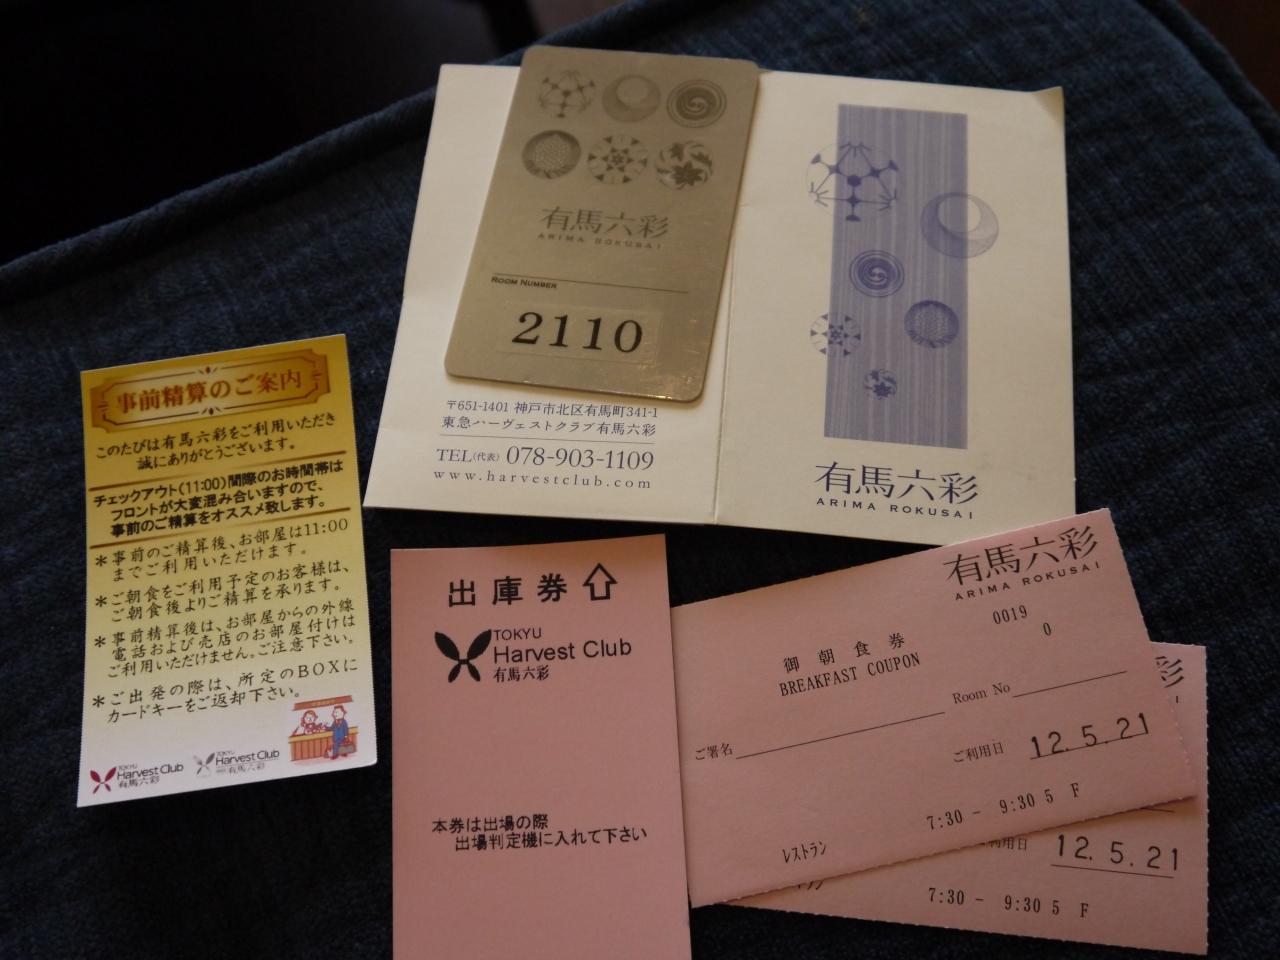 有馬六彩
ARIMA ROKUSAI
ROOM NUMBER
2110
〒651-1401 神戸市北区有馬町341-1
東急ハーヴェストクラブ有馬六彩
TEL(代表) 078-903-1109
www.harvestclub.com
有馬六彩
ARIMA ROKUSAI
事前精算のご案内
このたびは有馬六彩をご利用いただき
誠にありがとうございます。
チェックアウト(11:00)間際のお時間帯は
フロントが大変混み合いますので、
事前のご精算をオススメ致します。
*事前のご精算後、お部屋は11:00
までご利用いただけます。
*ご朝食をご利用予定のお客様は、
ご朝食後よりご精算を承ります。
*事前精算後は、お部屋からの外線
電話および売店のお部屋付けは
ご利用いただけません。ご注意下さい。
*ご出発の際は、所定のBOXに
カードキーをご返却下さい。
TOKYU
Harvest Club
有馬六彩
TOKYU
Harvest Club
有馬六彩
出庫券
TOKYU
Harvest Club
有馬六彩
本券は出場の際
出場判定機に入れて下さい
有馬六彩
ARIMA ROKUSAI
0019
0
御朝食券
BREAKFAST COUPON
Room No
ご署名
ご利用日 12.5.21
7:30 - 9:30 5 F
レストラン
彩
SAI
利用日 12.5.21
7:30 - 9:30 5 F